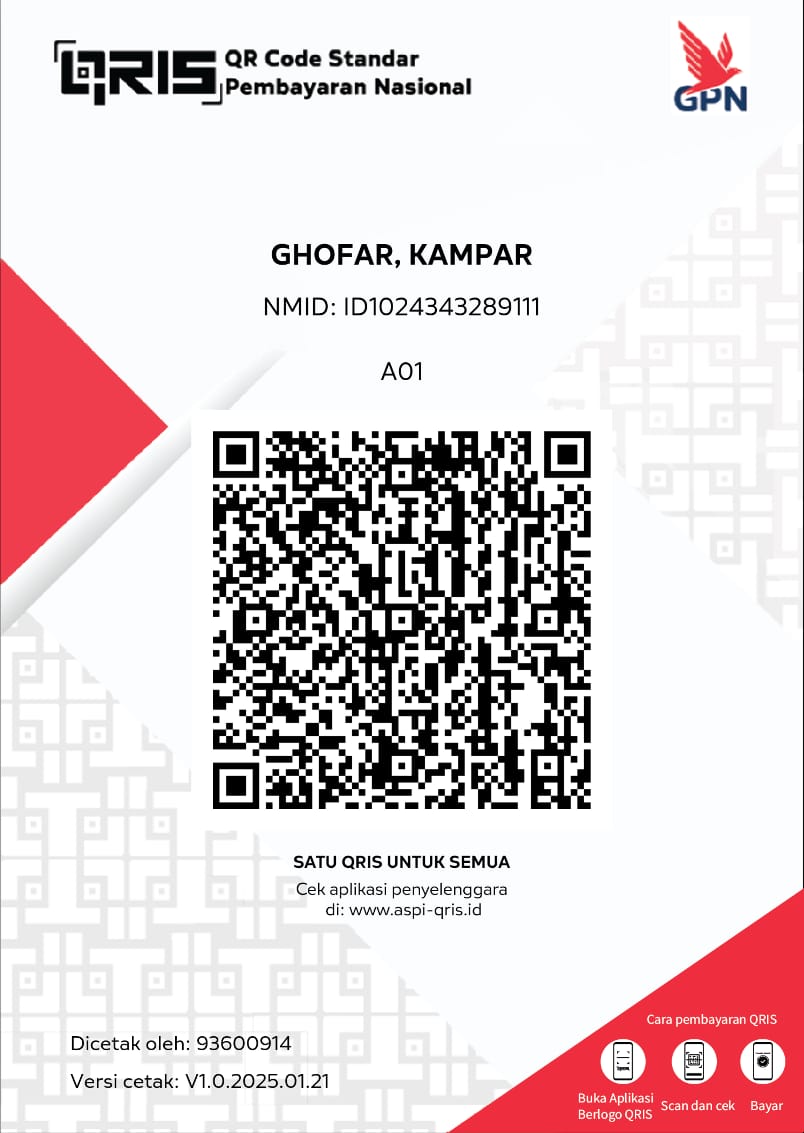 QRIS
QR Code Standar
Pembayaran Nasional
GPN
GHOFAR, KAMPAR
NMID: ID1024343289111
A01
SATU QRIS UNTUK SEMUA
Cek aplikasi penyelenggara
di: www.aspi-qris.id
Dicetak oleh: 93600914
Versi cetak: V1.0.2025.01.21
Cara pembayaran QRIS
Buka Aplikasi
Berlogo QRIS
Scan dan cek
Bayar